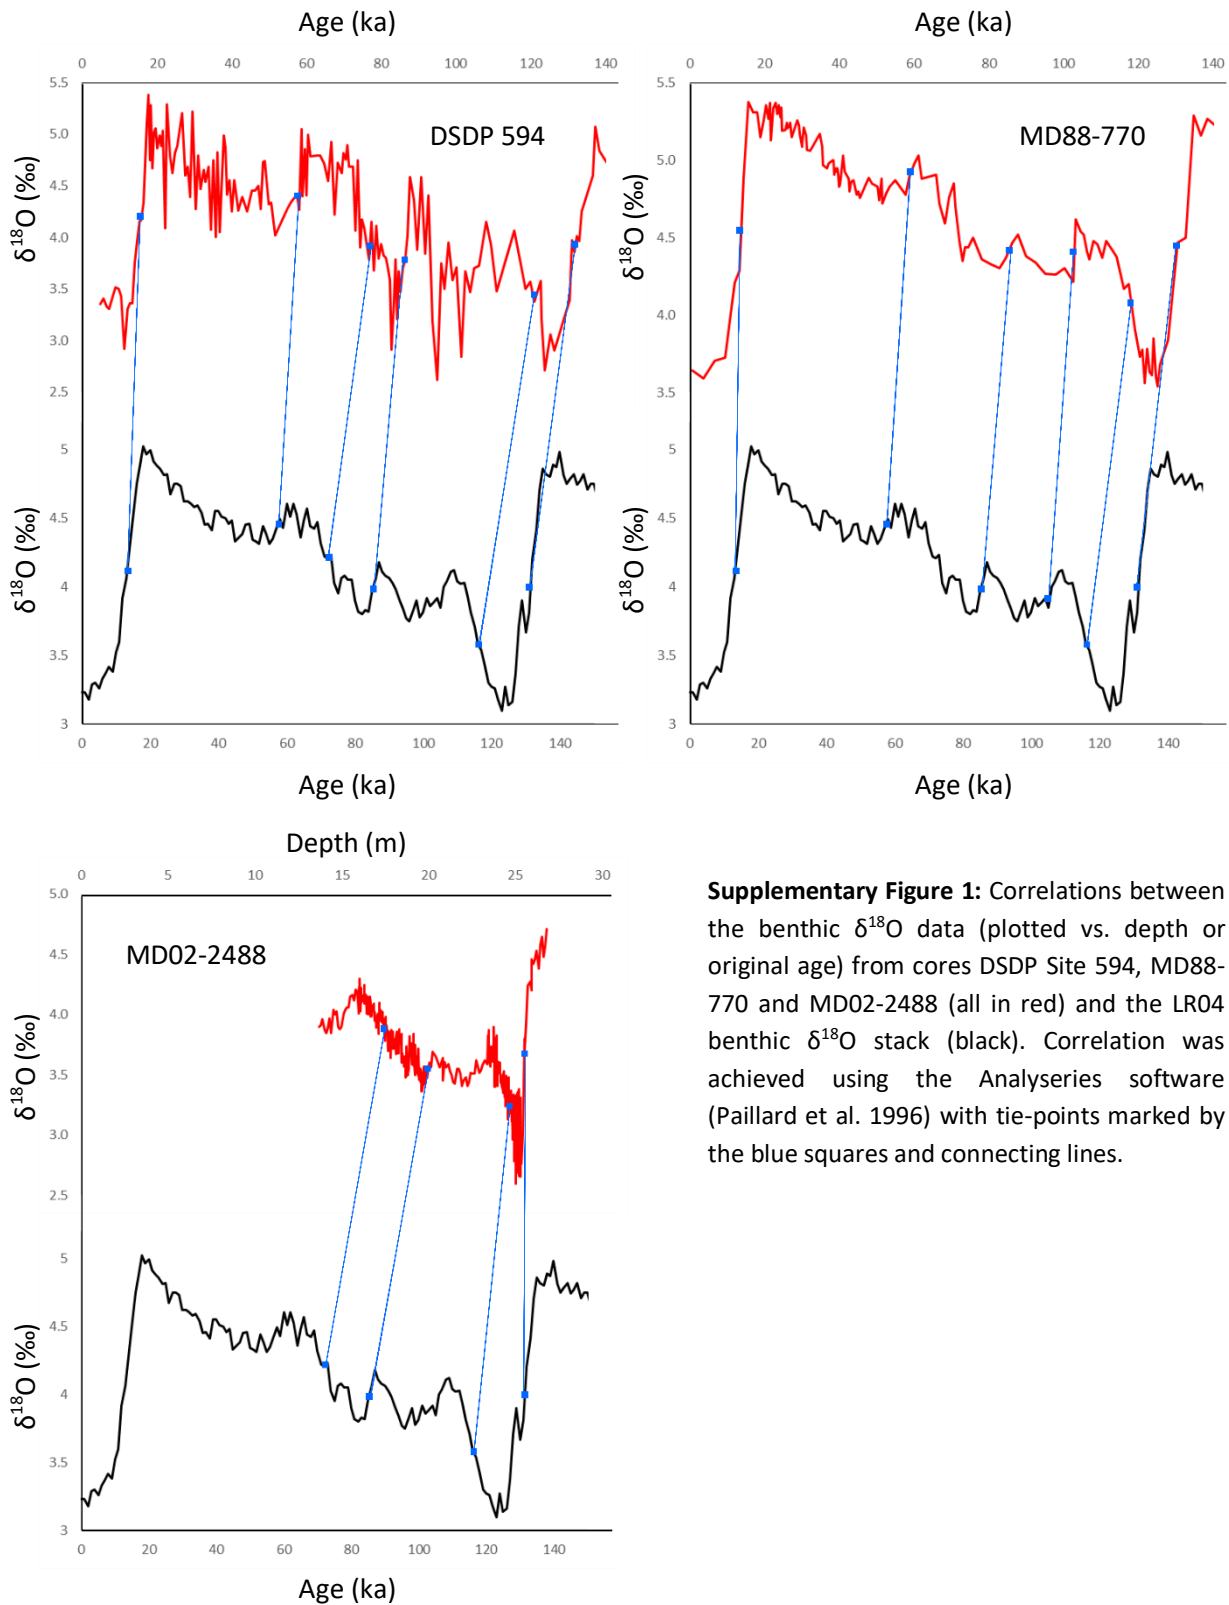 Age (ka)
0 20 40 60 80 100 120 140
5.5
5.0
4.5
4.0
3.5
3.0
2.5
δ18O (‰)
DSDP 594
5
4.5
4
3.5
3
δ18O (‰)
0 20 40 60 80 100 120 140
Age (ka)
Age (ka)
0 20 40 60 80 100 120 140
5.5
5.0
4.5
4.0
3.5
δ18O (‰)
MD88-770
5
4.5
4
3.5
3
δ18O (‰)
0 20 40 60 80 100 120 140
Age (ka)
Depth (m)
0 5 10 15 20 25 30
5.0
4.5
4.0
3.5
3.0
2.5
δ18O (‰)
MD02-2488
5
4.5
4
3.5
3
δ18O (‰)
0 20 40 60 80 100 120 140
Age (ka)
Supplementary Figure 1: Correlations between
the benthic δ18O data (plotted vs. depth or
original age) from cores DSDP Site 594, MD88-
770 and MD02-2488 (all in red) and the LR04
benthic δ18O stack (black). Correlation was
achieved using the Analyseries software
(Paillard et al. 1996) with tie-points marked by
the blue squares and connecting lines.